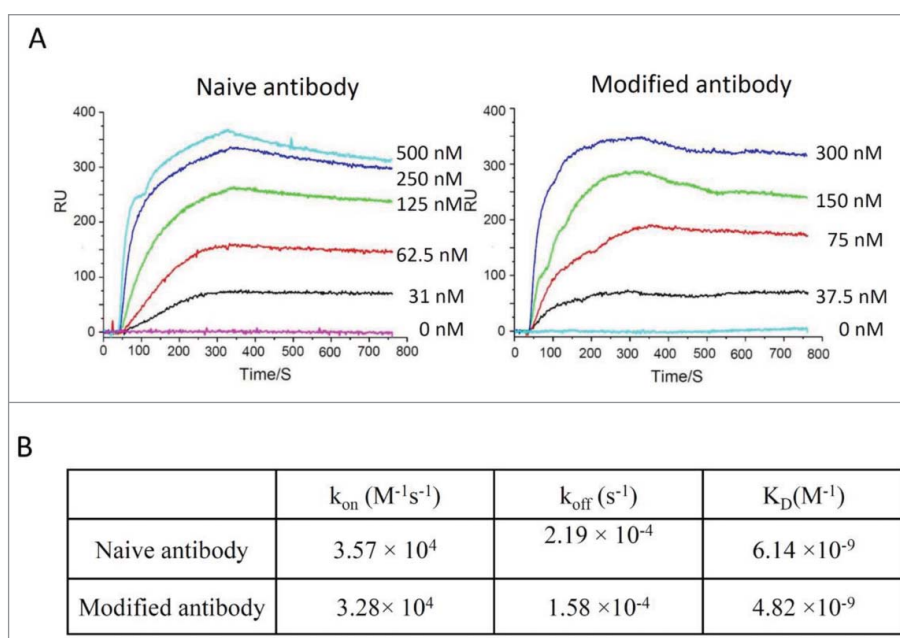 A
Naive antibody
Modified antibody
400
300
200
100
0
RU
500 nM
250 nM
125 nM
62.5 nM
31 nM
0 nM
0 100 200 300 400 500 600 700 800
Time/S
400
300
200
100
0
RU
300 nM
150 nM
75 nM
37.5 nM
0 nM
0 100 200 300 400 500 600 700 800
Time/S
B
kon (M-1s-1) koff (s-1) KD(M-1)
Naive antibody 3.57 × 10⁴ 2.19 ×10⁻⁴ 6.14 ×10⁻⁹
Modified antibody 3.28× 10⁴ 1.58 ×10⁻⁴ 4.82 ×10⁻⁹